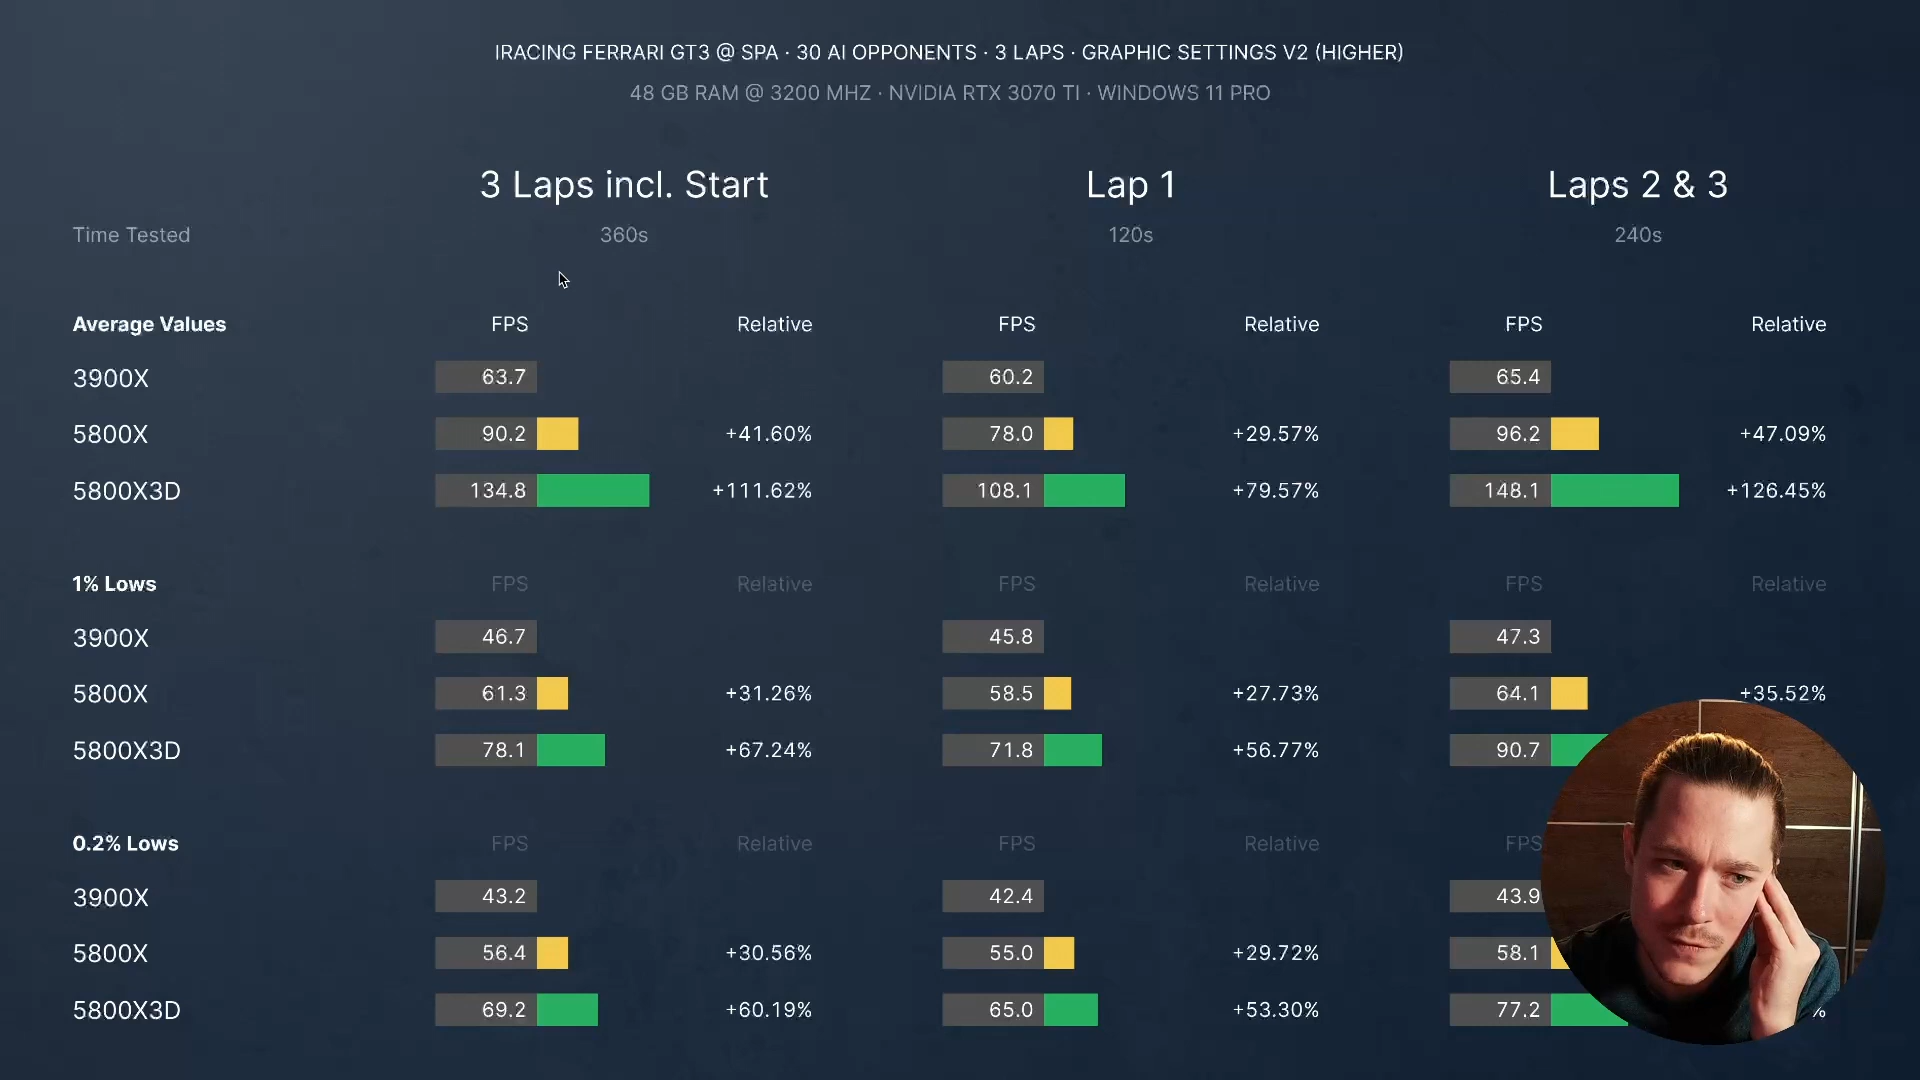 IRACING FERRARI GT3 @ SPA · 30 AI OPPONENTS · 3 LAPS · GRAPHIC SETTINGS V2 (HIGHER)
48 GB RAM @ 3200 MHZ · NVIDIA RTX 3070 TI · WINDOWS 11 PRO
3 Laps incl. Start Lap 1 Laps 2 & 3
Time Tested 360s 120s 240s
Average Values FPS Relative FPS Relative FPS Relative
3900X 63.7 60.2 65.4
5800X 90.2 +41.60% 78.0 +29.57% 96.2 +47.09%
5800X3D 134.8 +111.62% 108.1 +79.57% 148.1 +126.45%
1% Lows FPS Relative FPS Relative FPS Relative
3900X 46.7 45.8 47.3
5800X 61.3 +31.26% 58.5 +27.73% 64.1 +35.52%
5800X3D 78.1 +67.24% 71.8 +56.77% 90.7
0.2% Lows FPS Relative FPS Relative FPS
3900X 43.2 42.4 43.9
5800X 56.4 +30.56% 55.0 +29.72% 58.1
5800X3D 69.2 +60.19% 65.0 +53.30% 77.2 %